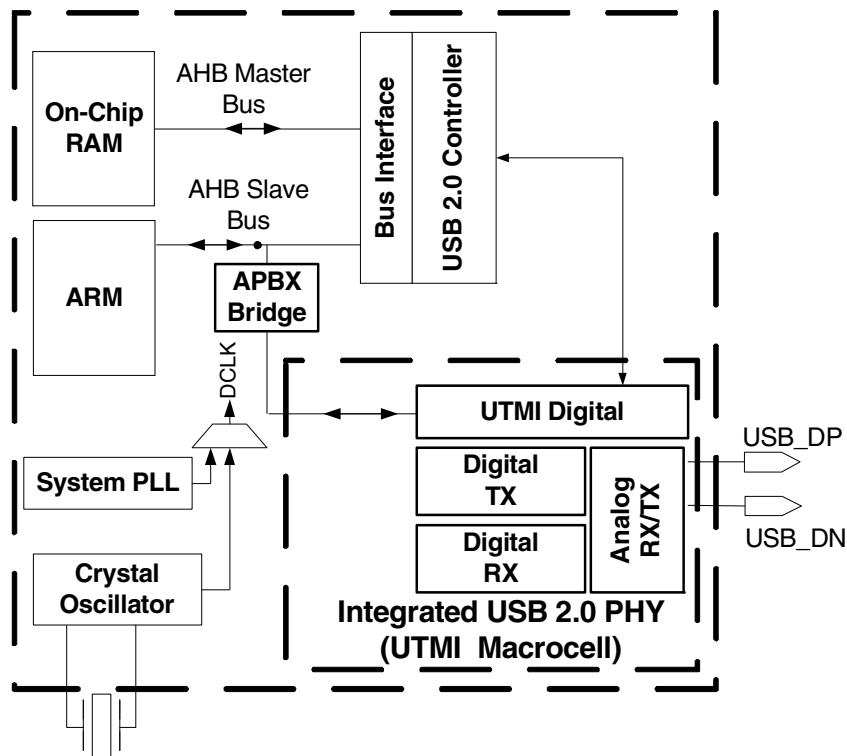 On-Chip
RAM
AHB Master
Bus
Bus Interface
USB 2.0 Controller
AHB Slave
Bus
ARM
APBX
Bridge
DCLK
System PLL
Crystal
Oscillator
UTMI Digital
Digital
TX
Digital
RX
Analog
RX/TX
USB_DP
USB_DN
Integrated USB 2.0 PHY
(UTMI Macrocell)